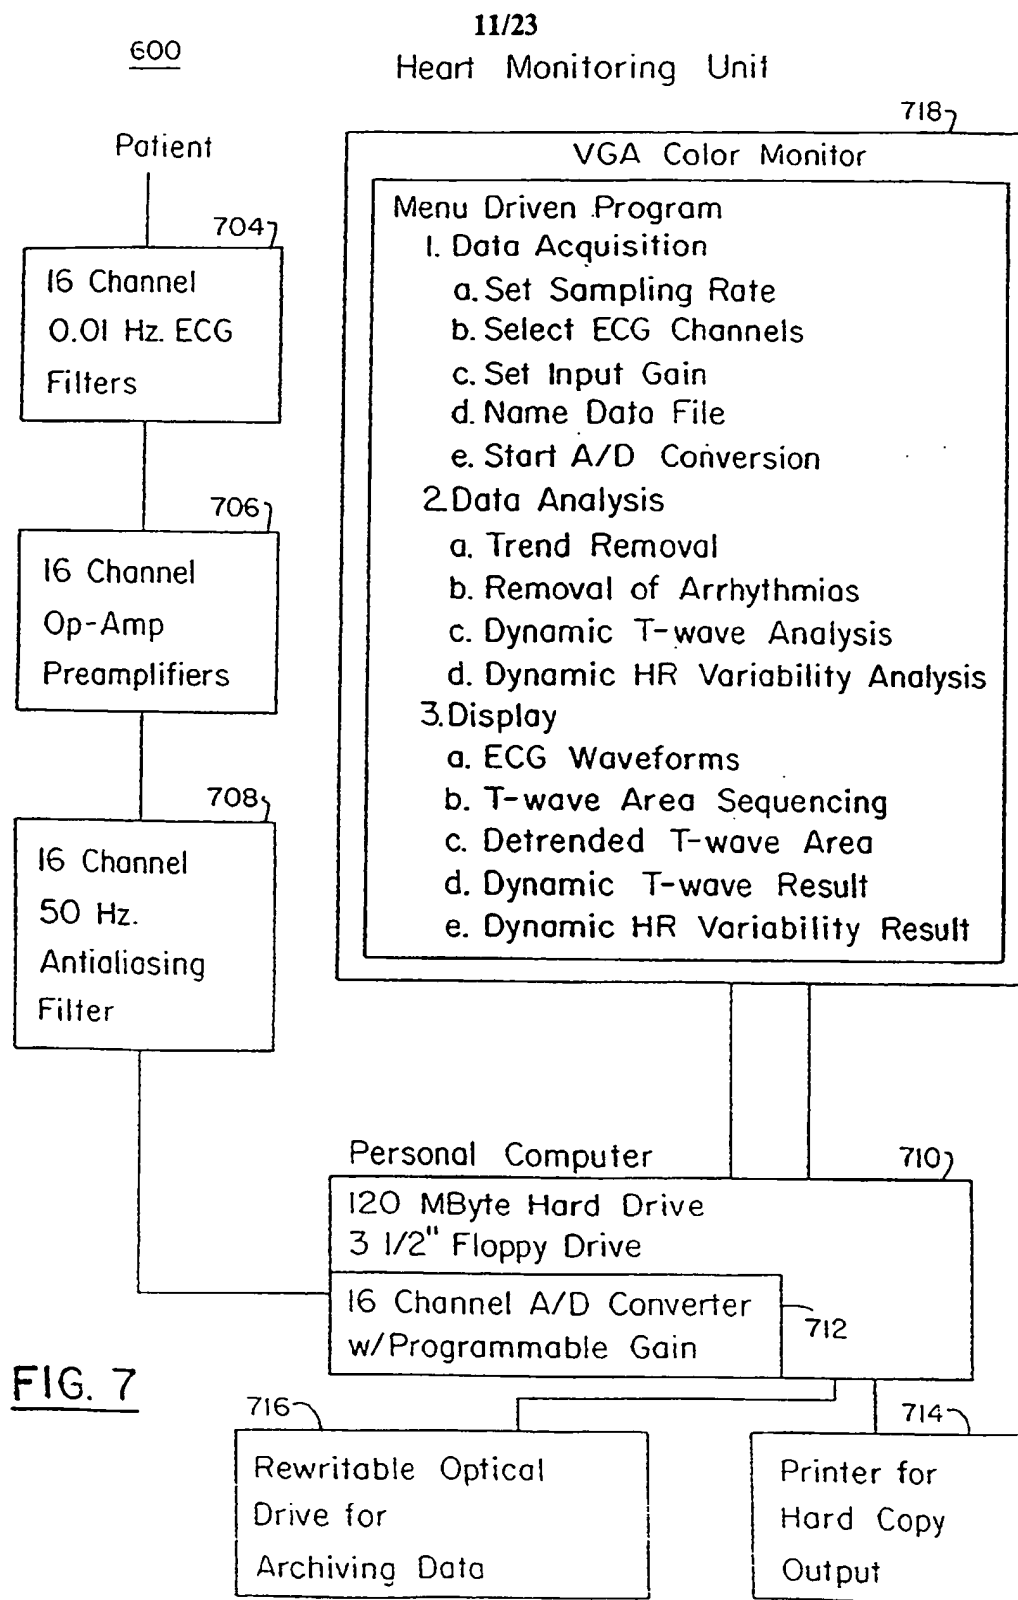 11/23
600
Heart Monitoring Unit
Patient
704
16 Channel
0.01 Hz. ECG
Filters
706
16 Channel
Op-Amp
Preamplifiers
708
16 Channel
50 Hz.
Antialiasing
Filter
718
VGA Color Monitor
Menu Driven Program
1. Data Acquisition
a. Set Sampling Rate
b. Select ECG Channels
c. Set Input Gain
d. Name Data File
e. Start A/D Conversion
2. Data Analysis
a. Trend Removal
b. Removal of Arrhythmias
c. Dynamic T-wave Analysis
d. Dynamic HR Variability Analysis
3. Display
a. ECG Waveforms
b. T-wave Area Sequencing
c. Detrended T-wave Area
d. Dynamic T-wave Result
e. Dynamic HR Variability Result
Personal Computer
710
120 MByte Hard Drive
3 1/2" Floppy Drive
16 Channel A/D Converter
w/Programmable Gain
712
FIG. 7
716
Rewritable Optical
Drive for
Archiving Data
714
Printer for
Hard Copy
Output